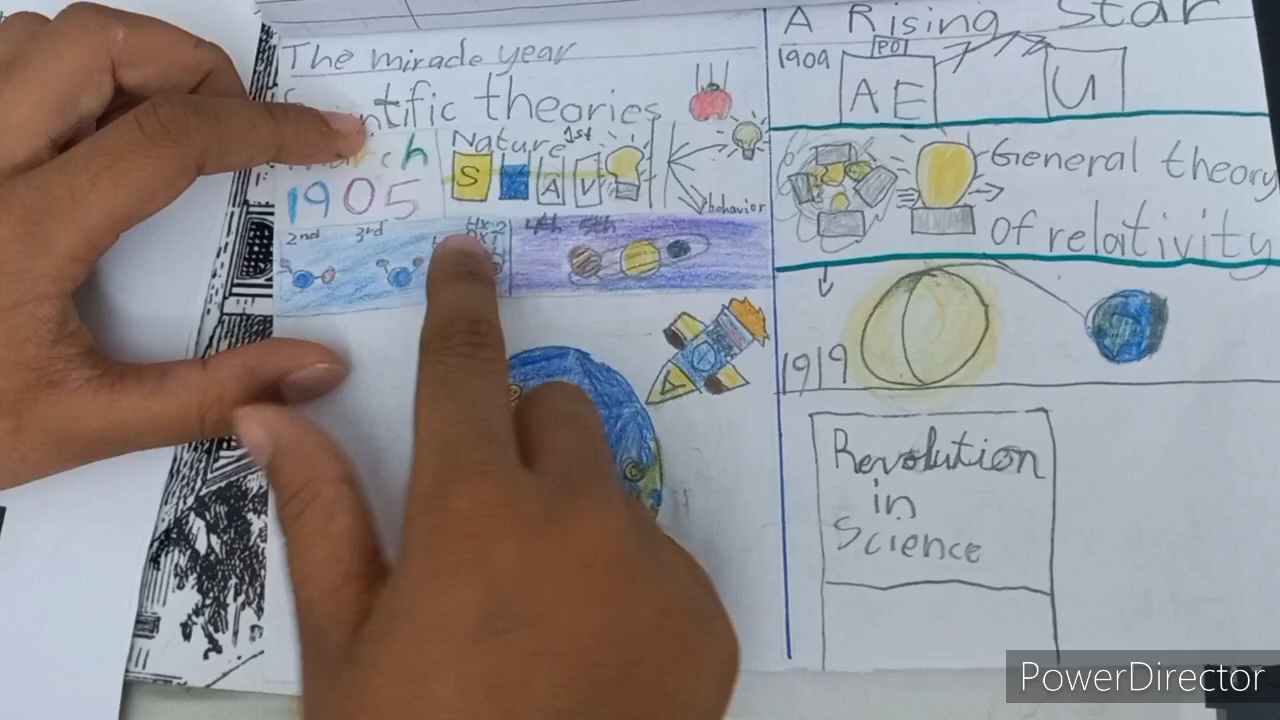 The miracle year
theories
Nature 1st
1905
S A V
behavior
2nd 3rd
4th 5th
A Rising Star
1909
PO
AE U
General theory
of relativity
1919
Revolution
in
Science
PowerDirector